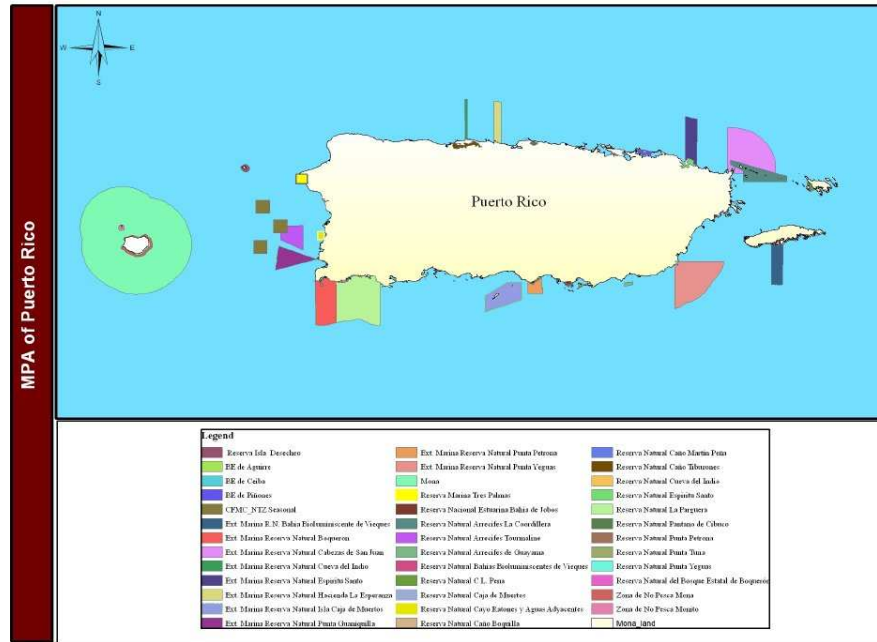 MPA of Puerto Rico
N
W
E
S
Puerto Rico
Legend
Reserva Isla Desecheo
BE de Aguirre
BE de Ceiba
BE de Piñones
CFMC_NTZ Seasonal
Ext. Marina R.N. Bahia Bioluminiscente de Vieques
Ext. Marina Reserva Natural Boqueron
Ext. Marina Reserva Natural Cabezas de San Juan
Ext. Marina Reserva Natural Cueva del Indio
Ext. Marina Reserva Natural Espiritu Santo
Ext. Marina Reserva Natural Hacienda La Esperanza
Ext. Marina Reserva Natural Isla Caja de Muertos
Ext. Marina Reserva Natural Punta Guaniquilla
Ext. Marina Reserva Natural Punta Petrona
Ext. Marina Reserva Natural Punta Yeguas
Mona
Reserva Marina Tres Palmas
Reserva Nacional Estuarina Bahia de Jobos
Reserva Natural Arrecifes La Coordillera
Reserva Natural Arrecifes Tourmaline
Reserva Natural Arrecifes de Guayama
Reserva Natural Bahias Bioluminiscentes de Vieques
Reserva Natural C.L. Pena
Reserva Natural Caja de Muertos
Reserva Natural Cayo Ratones y Aguas Adyacentes
Reserva Natural Caño Boquilla
Reserva Natural Caño Martin Pena
Reserva Natural Caño Tiburones
Reserva Natural Cueva del Indio
Reserva Natural Espiritu Santo
Reserva Natural La Parguera
Reserva Natural Pantano de Cibuco
Reserva Natural Punta Petrona
Reserva Natural Punta Tuna
Reserva Natural Punta Yeguas
Reserva Natural del Bosque Estatal de Boquerón
Zona de No Pesca Mona
Zona de No Pesca Monito
Mona_land